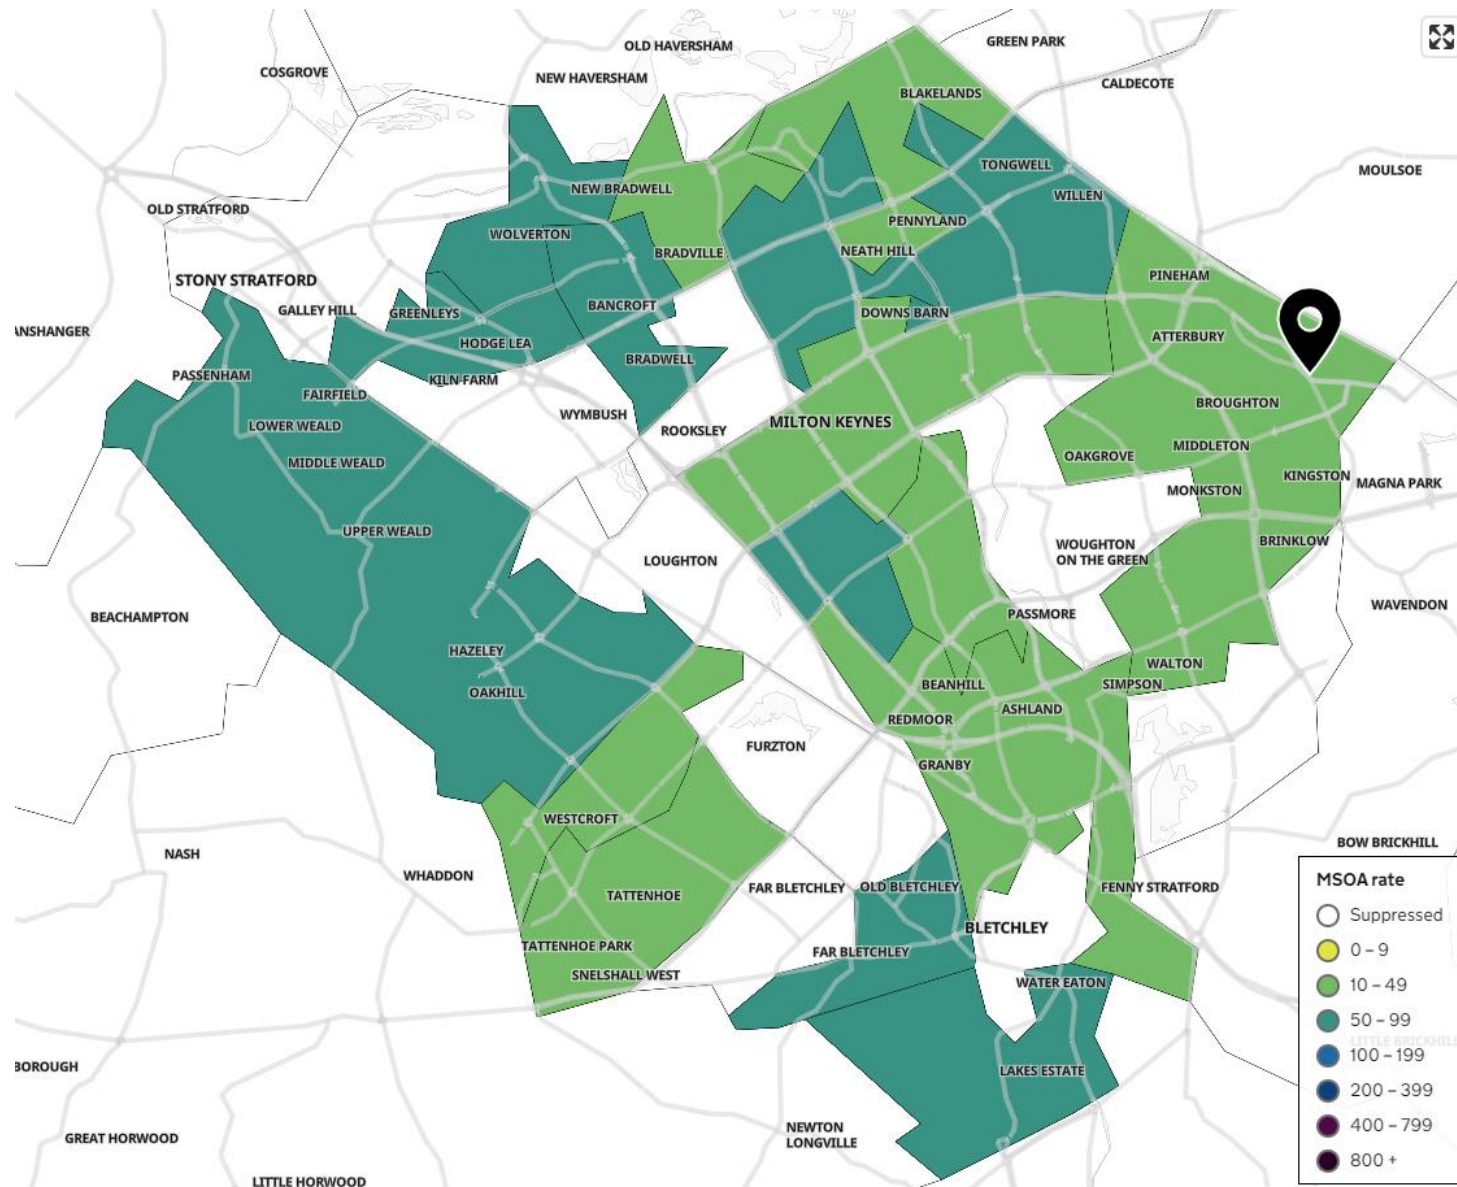 OLD HAVERSHAM
GREEN PARK
COSGROVE
NEW HAVERSHAM
CALDECOTE
BLAKELANDS
TONGWELL
MOULSOE
NEW BRADWELL
WILLEN
OLD STRATFORD
PENNYLAND
WOLVERTON
NEATH HILL
BRADVILLE
PINEHAM
STONY STRATFORD
GALLEY HILL
GREENLEYS
BANCROFT
DOWNS BARN
ANSHANGER
ATTERBURY
HODGE LEA
BRADWELL
PASSENHAM
KILN FARM
FAIRFIELD
BROUGHTON
WYMBUSH
MILTON KEYNES
LOWER WEALD
ROOKSLEY
MIDDLETON
OAKGROVE
MIDDLE WEALD
KINGSTON
MAGNA PARK
MONKSTON
UPPER WEALD
BRINKLOW
WOUGHTON
ON THE GREEN
LOUGHTON
BEACHAMPTON
PASSMORE
WAVENDON
HAZELEY
WALTON
OAKHILL
BEANHILL
SIMPSON
ASHLAND
REDMOOR
FURZTON
GRANBY
WESTCROFT
NASH
BOW BRICKHILL
WHADDON
FAR BLETCHLEY
OLD BLETCHLEY
FENNY STRATFORD
TATTENHOE
BLETCHLEY
TATTENHOE PARK
FAR BLETCHLEY
SNELSHALL WEST
WATER EATON
BOROUGH
LAKES ESTATE
GREAT HORWOOD
NEWTON
LONGVILLE
LITTLE HORWOOD
MSOA rate
Suppressed
0 – 9
10 – 49
50 – 99
LITTLE BRICKHILL
100 – 199
200 – 399
400 – 799
800 +